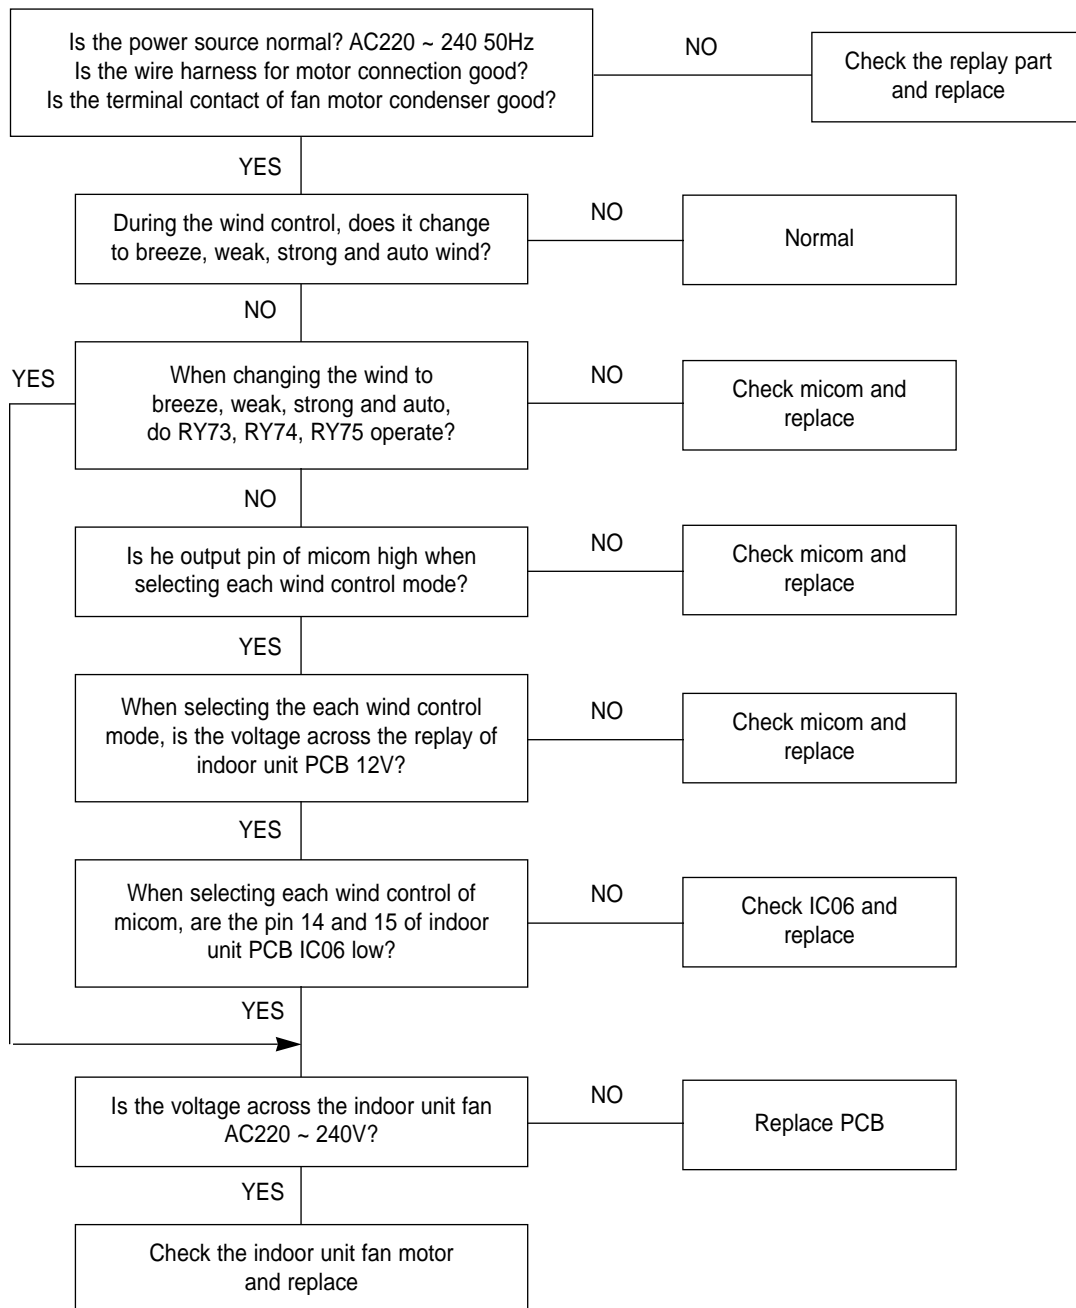 Is the power source normal? AC220 ~ 240 50Hz
Is the wire harness for motor connection good?
Is the terminal contact of fan motor condenser good?
NO
Check the replay part
and replace
YES
During the wind control, does it change
to breeze, weak, strong and auto wind?
NO
Normal
NO
YES
When changing the wind to
breeze, weak, strong and auto,
do RY73, RY74, RY75 operate?
NO
Check micom and
replace
NO
Is he output pin of micom high when
selecting each wind control mode?
NO
Check micom and
replace
YES
When selecting the each wind control
mode, is the voltage across the replay of
indoor unit PCB 12V?
NO
Check micom and
replace
YES
When selecting each wind control of
micom, are the pin 14 and 15 of indoor
unit PCB IC06 low?
NO
Check IC06 and
replace
YES
Is the voltage across the indoor unit fan
AC220 ~ 240V?
NO
Replace PCB
YES
Check the indoor unit fan motor
and replace